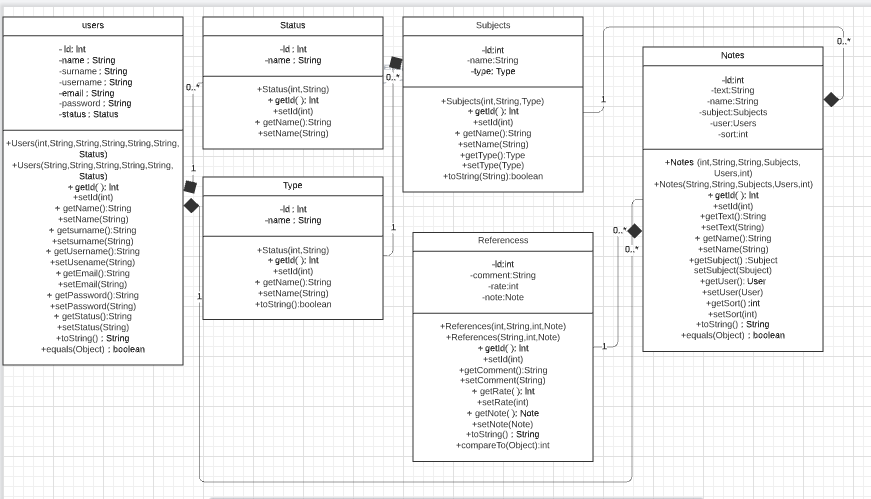 users
- Id: Int
-name : String
-surname : String
-username : String
-email : String
-password : String
-status : Status
+Users(int,String,String,String,String,String,
Status)
+Users(String,String,String,String,String,
Status)
+ getId( ): Int
+setId(int)
+ getName():String
+setName(String)
+ getsurname():String
+setsurname(String)
+ getUsername():String
+setUsename(String)
+ getEmail():String
+setEmail(String)
+ getPassword():String
+setPassword(String)
+ getStatus():String
+setStatus(String)
+toString() : String
+equals(Object) : boolean
Status
-Id : Int
-name : String
+Status(int,String)
+ getId( ): Int
+setId(int)
+ getName():String
+setName(String)
Type
-Id : Int
-name : String
+Status(int,String)
+ getId( ): Int
+setId(int)
+ getName():String
+setName(String)
+toString():boolean
Subjects
-Id:int
-name:String
-type: Type
+Subjects(int,String,Type)
+ getId( ): Int
+setId(int)
+ getName():String
+setName(String)
+getType():Type
+setType(Type)
+toString(String):boolean
Referencess
-Id:int
-comment:String
-rate:int
-note:Note
+References(int,String,int,Note)
+References(String,int,Note)
+ getId( ): Int
+setId(int)
+getComment():String
+setComment(String)
+ getRate( ): Int
+setRate(int)
+ getNote( ): Note
+setNote(Note)
+toString() : String
+compareTo(Object):int
Notes
-Id:int
-text:String
-name:String
-subject:Subjects
-user:Users
-sort:int
+Notes (int,String,String,Subjects,
Users,int)
+Notes(String,String,Subjects,Users,int)
+ getId( ): Int
+setId(int)
+getText():String
+setText(String)
+ getName():String
+setName(String)
+getSubject() :Subject
setSubject(Sbuject)
+getUser(): User
+setUser(User)
+getSort() :int
+setSort(int)
+toString() : String
+equals(Object) : boolean
0..*
1
1
0..*
1
1
0..*
0..*
0..*
1